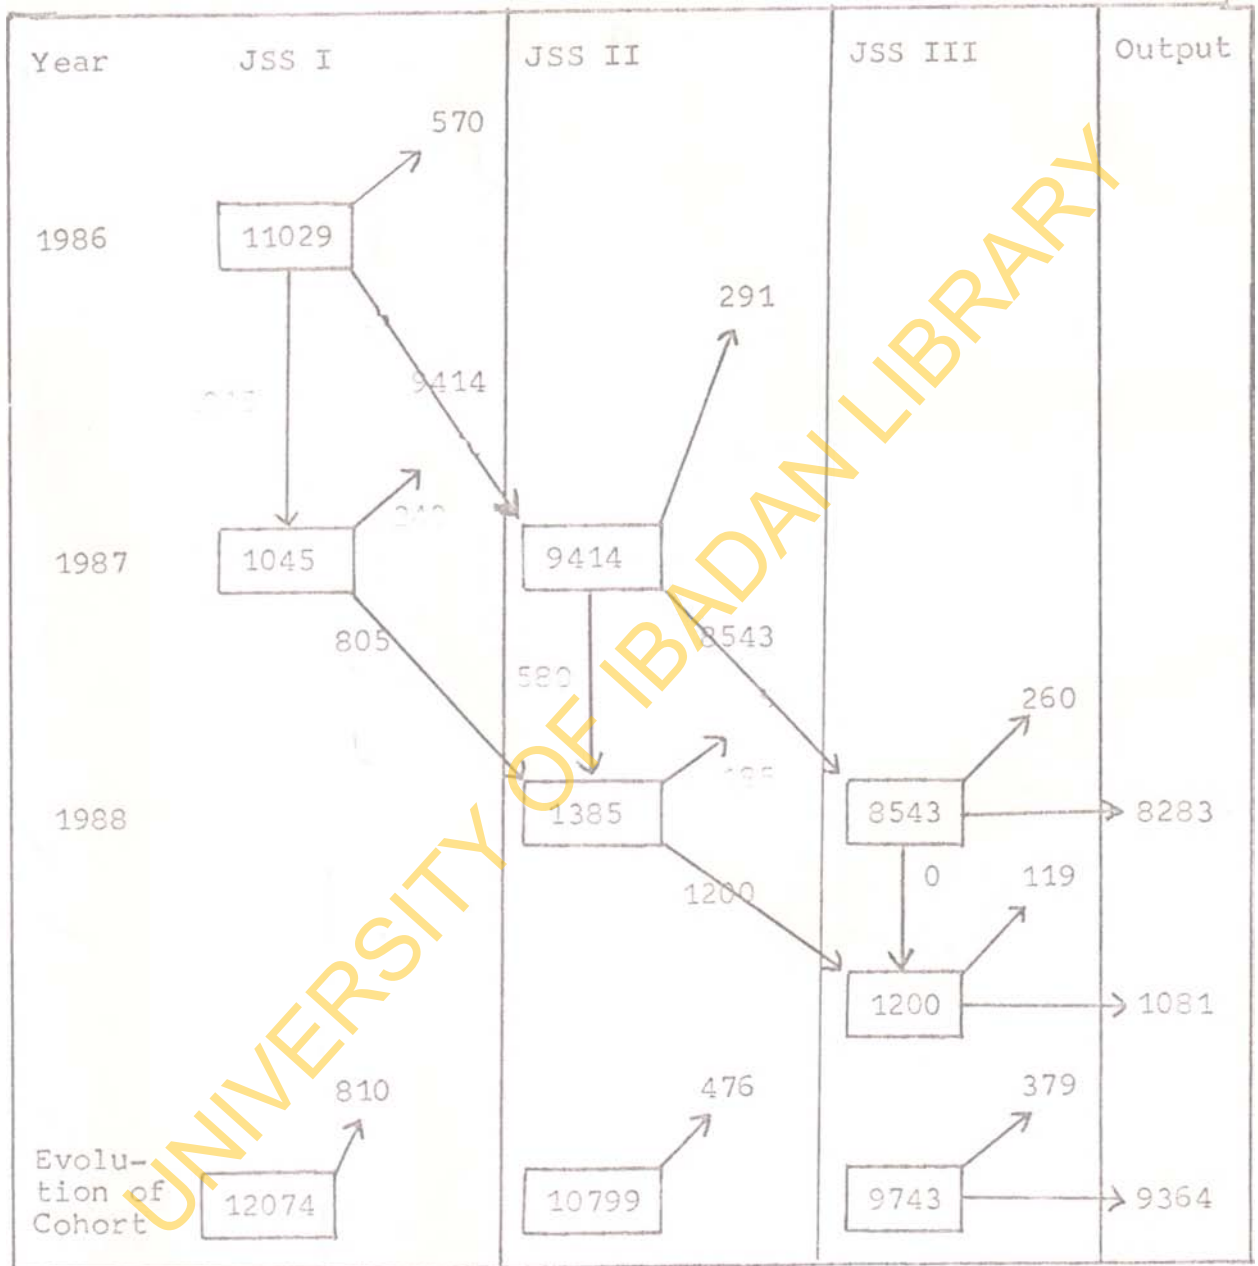 Year JSS I JSS II JSS III Output
570
1986 11029
291
9414
1987 1045 9414
805 8543
580
260
1988 1385 8543 8283
0 119
1200
1200 1081
810 476 379
Evolu-
tion of
Cohort 12074 10799 9743 9364
UNIVERSITY OF IBADAN LIBRARY